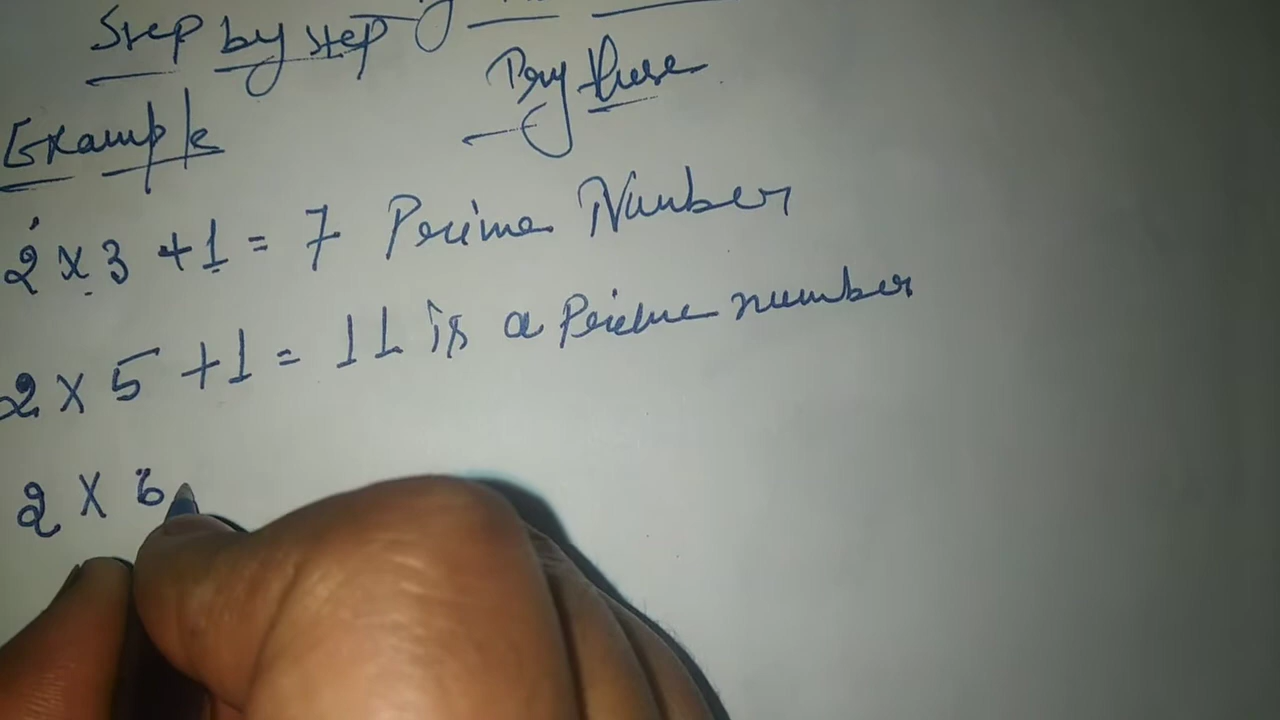 Step by step
Try these
Example
2 × 3 + 1 = 7 Prime Number
2 × 5 + 1 = 11 is a Prime number
2 × 6